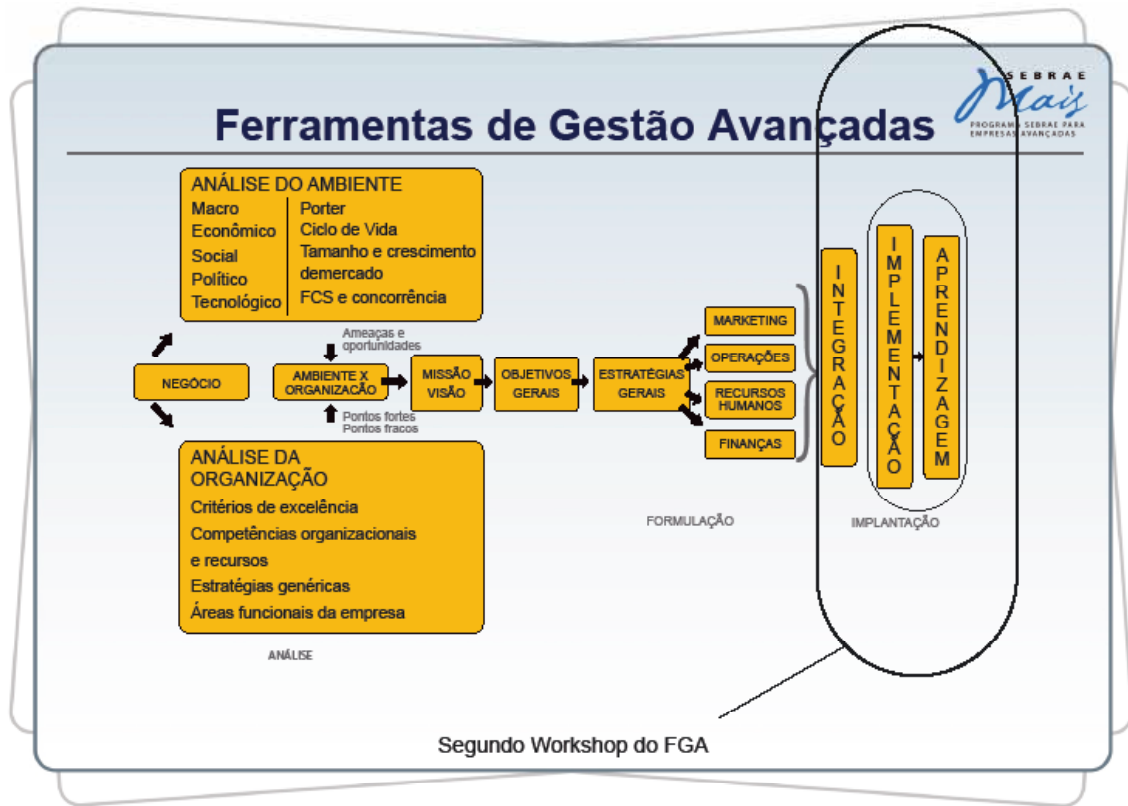 SEBRAE
Mais
PROGRAMA SEBRAE PARA
EMPRESAS AVANÇADAS
Ferramentas de Gestão Avançadas
ANÁLISE DO AMBIENTE
Macro
Econômico
Social
Político
Tecnológico
Porter
Ciclo de Vida
Tamanho e crescimento
demercado
FCS e concorrência
Ameaças e
oportunidades
NEGÓCIO
AMBIENTE X
ORGANIZACÃO
Pontos fortes
Pontos fracos
MISSÃO
VISÃO
OBJETIVOS
GERAIS
ESTRATÉGIAS
GERAIS
MARKETING
OPERAÇÕES
RECURSOS
HUMANOS
FINANÇAS
INTEGRAÇÃO
IMPLEMENTAÇÃO
APRENDIZAGEM
ANÁLISE DA
ORGANIZAÇÃO
Critérios de excelência
Competências organizacionais
e recursos
Estratégias genéricas
Áreas funcionais da empresa
ANÁLISE
FORMULAÇÃO
IMPLANTAÇÃO
Segundo Workshop do FGA